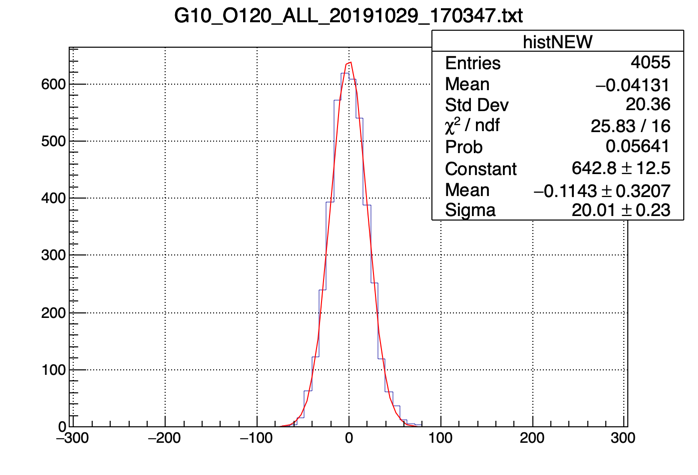 G10_O120_ALL_20191029_170347.txt
histNEW
Entries 4055
Mean −0.04131
Std Dev 20.36
χ² / ndf 25.83 / 16
Prob 0.05641
Constant 642.8 ± 12.5
Mean −0.1143 ± 0.3207
Sigma 20.01 ± 0.23
600
500
400
300
200
100
0
−300 −200 −100 0 100 200 300